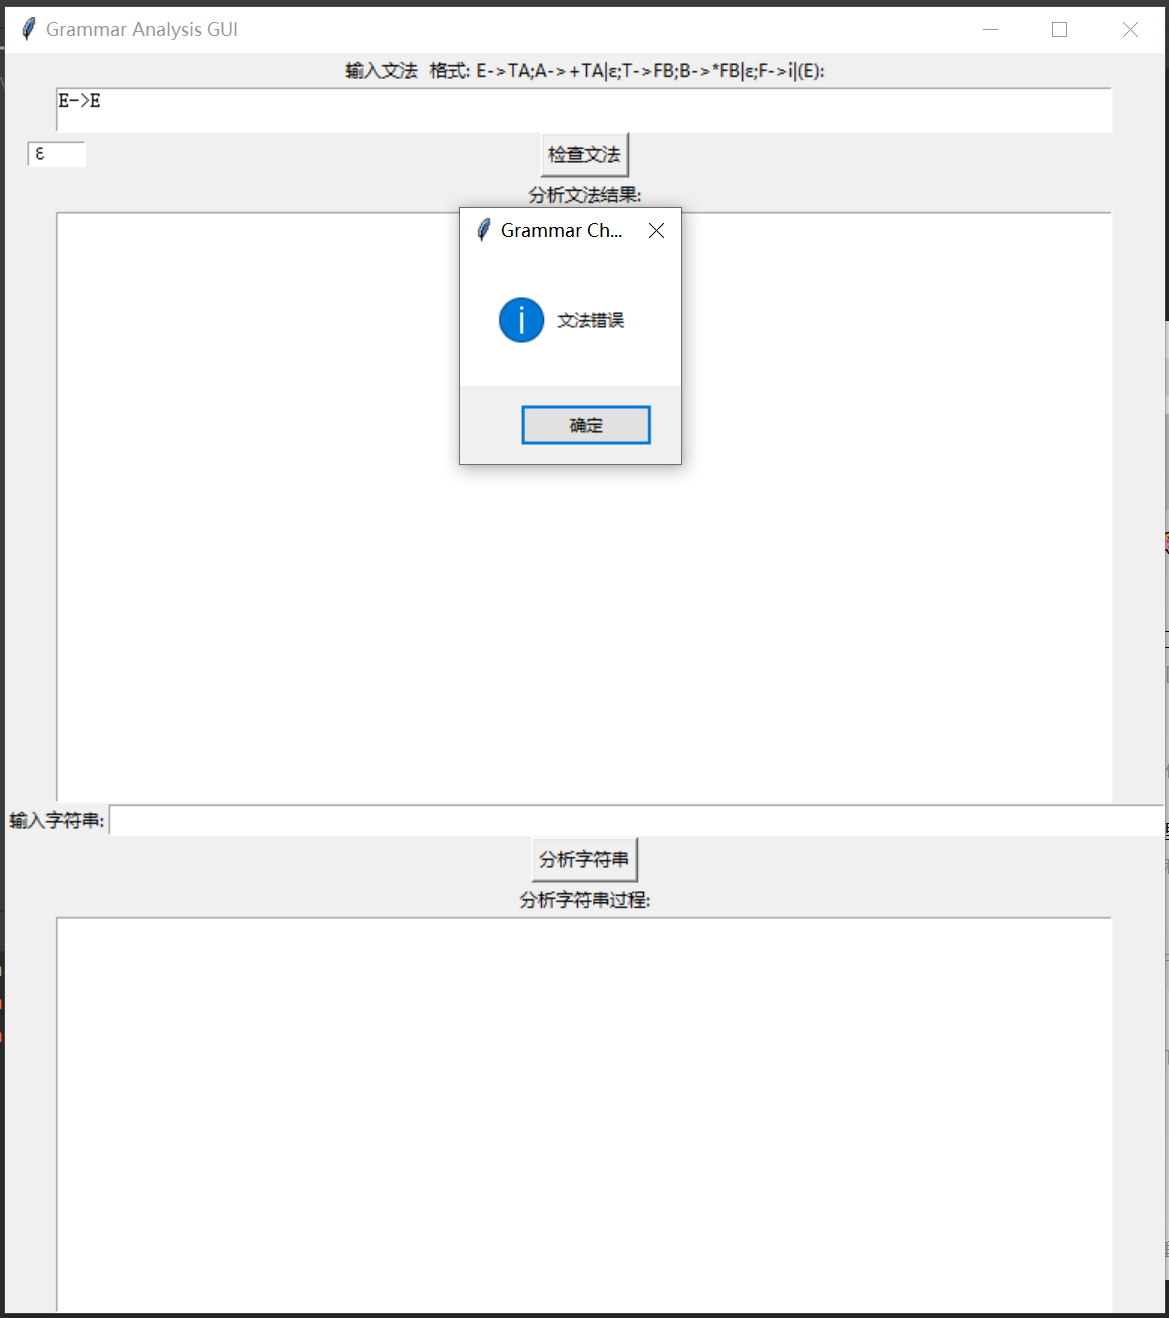 Grammar Analysis GUI
输入文法 格式: E->TA;A->+TA|ε;T->FB;B->*FB|ε;F->i|(E):
E->E
ε
检查文法
分析文法结果:
Grammar Ch...
文法错误
确定
输入字符串:
分析字符串
分析字符串过程: